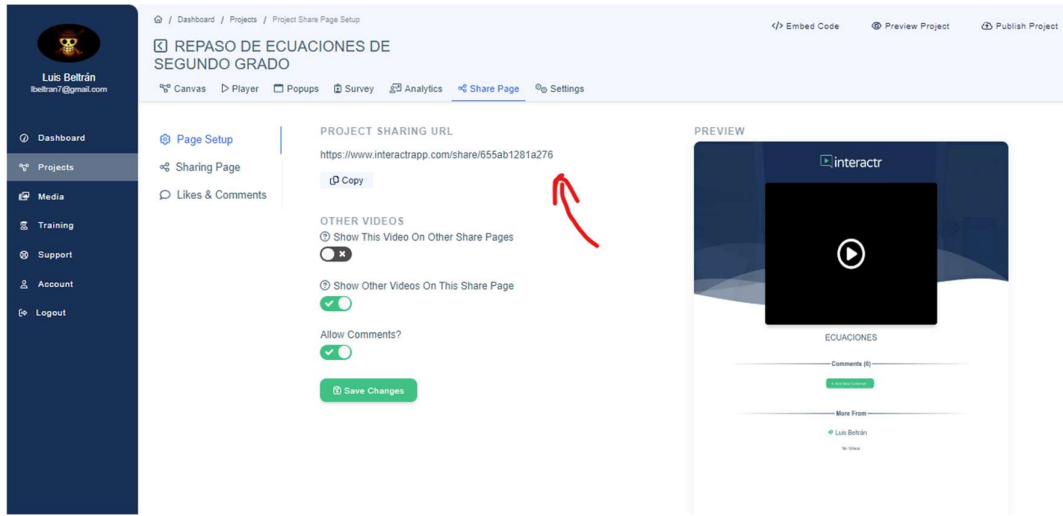 Luis Beltrán
lbeltran7@gmail.com
Dashboard
Projects
Media
Training
Support
Account
Logout
/ Dashboard / Projects / Project Share Page Setup
</> Embed Code
Preview Project
Publish Project
REPASO DE ECUACIONES DE
SEGUNDO GRADO
Canvas
Player
Popups
Survey
Analytics
Share Page
Settings
Page Setup
Sharing Page
Likes & Comments
PROJECT SHARING URL
https://www.interactrapp.com/share/655ab1281a276
Copy
OTHER VIDEOS
Show This Video On Other Share Pages
Show Other Videos On This Share Page
Allow Comments?
Save Changes
PREVIEW
interactr
ECUACIONES
Comments (6)
More From
Luis Beltrán